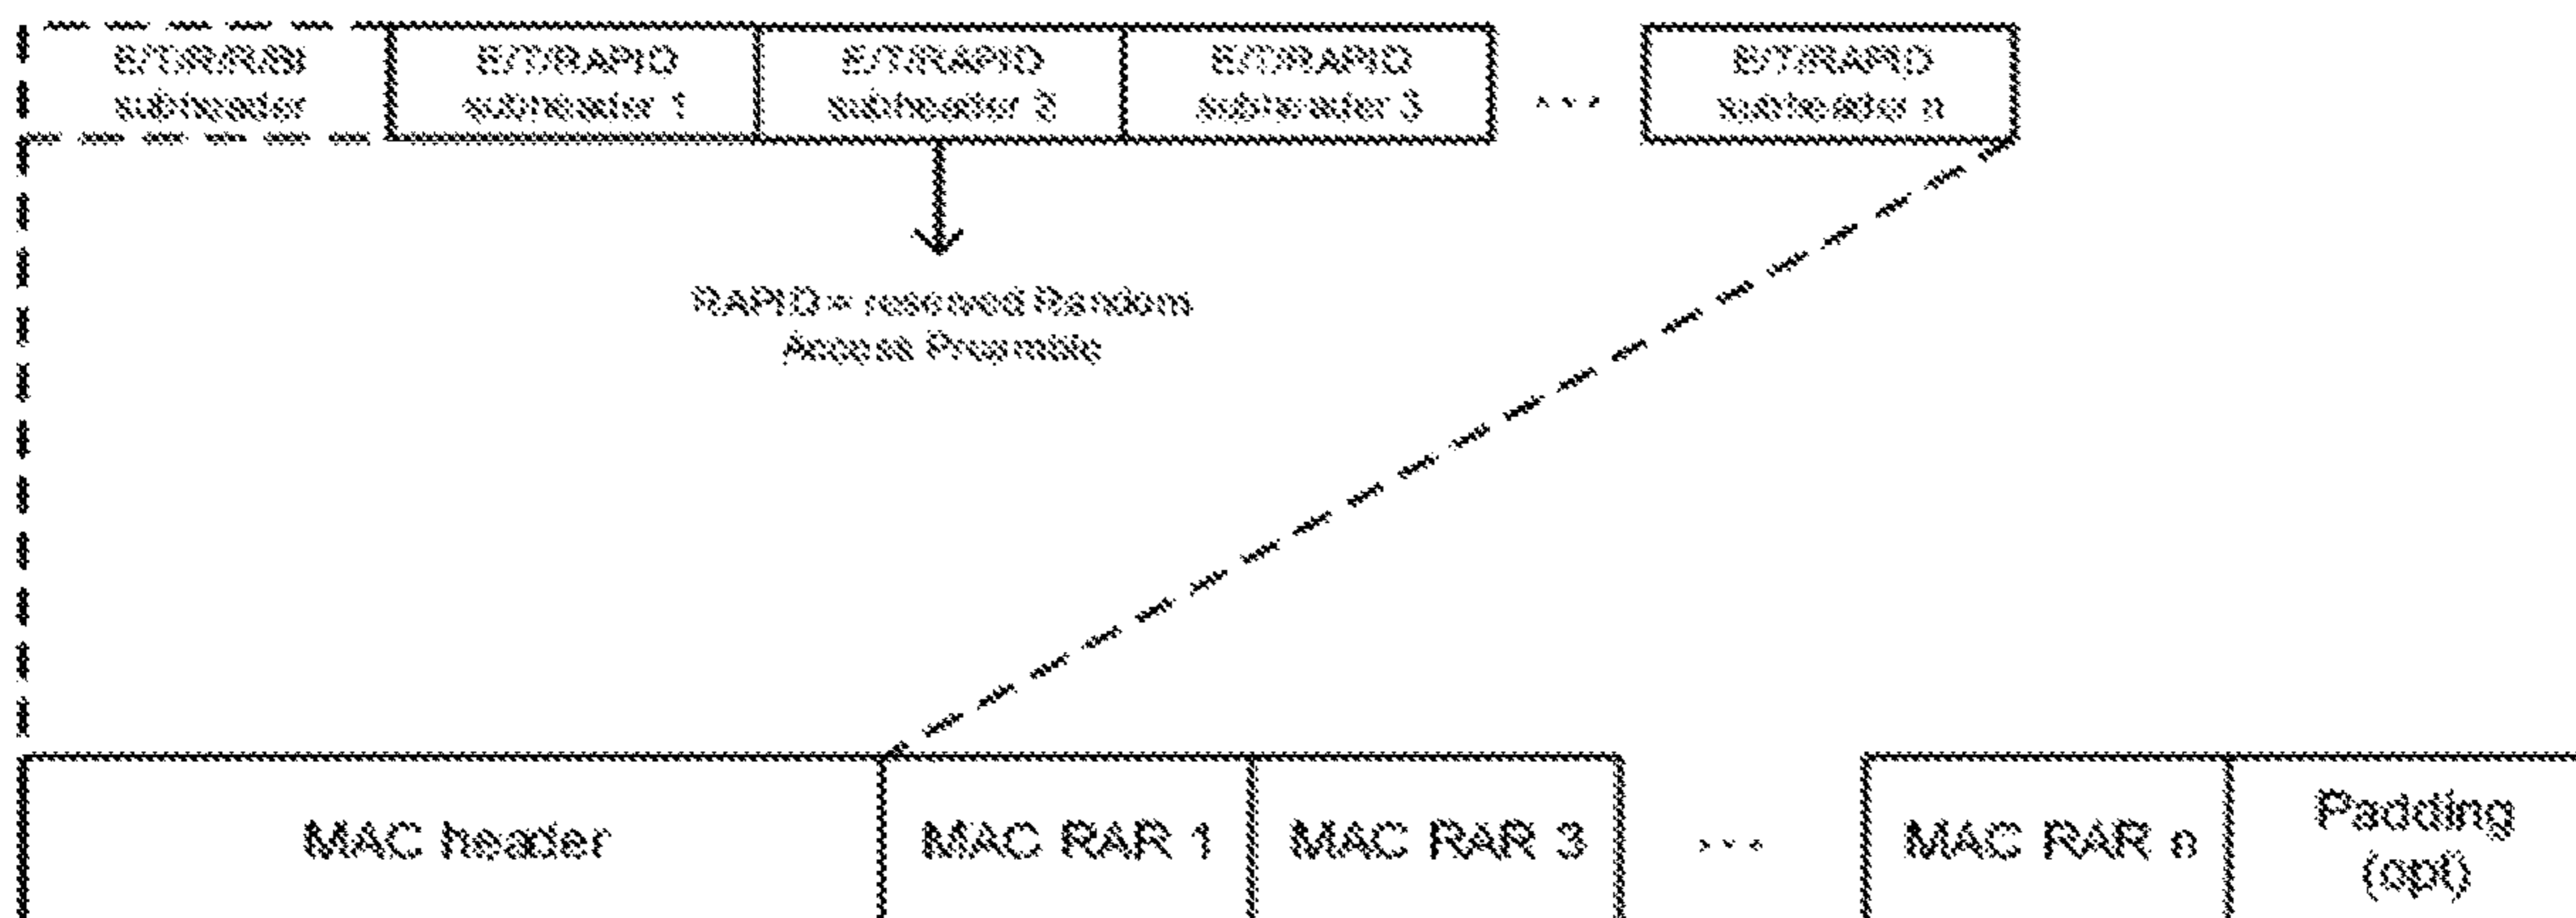 E/T/R/R/BI
subheader
E/T/RAPID
subheader 1
E/T/RAPID
subheader 2
E/T/RAPID
subheader 3
...
E/T/RAPID
subheader n
RAPID = reserved Random
Access Preamble
MAC header
MAC RAR 1
MAC RAR 3
...
MAC RAR n
Padding
(opt)